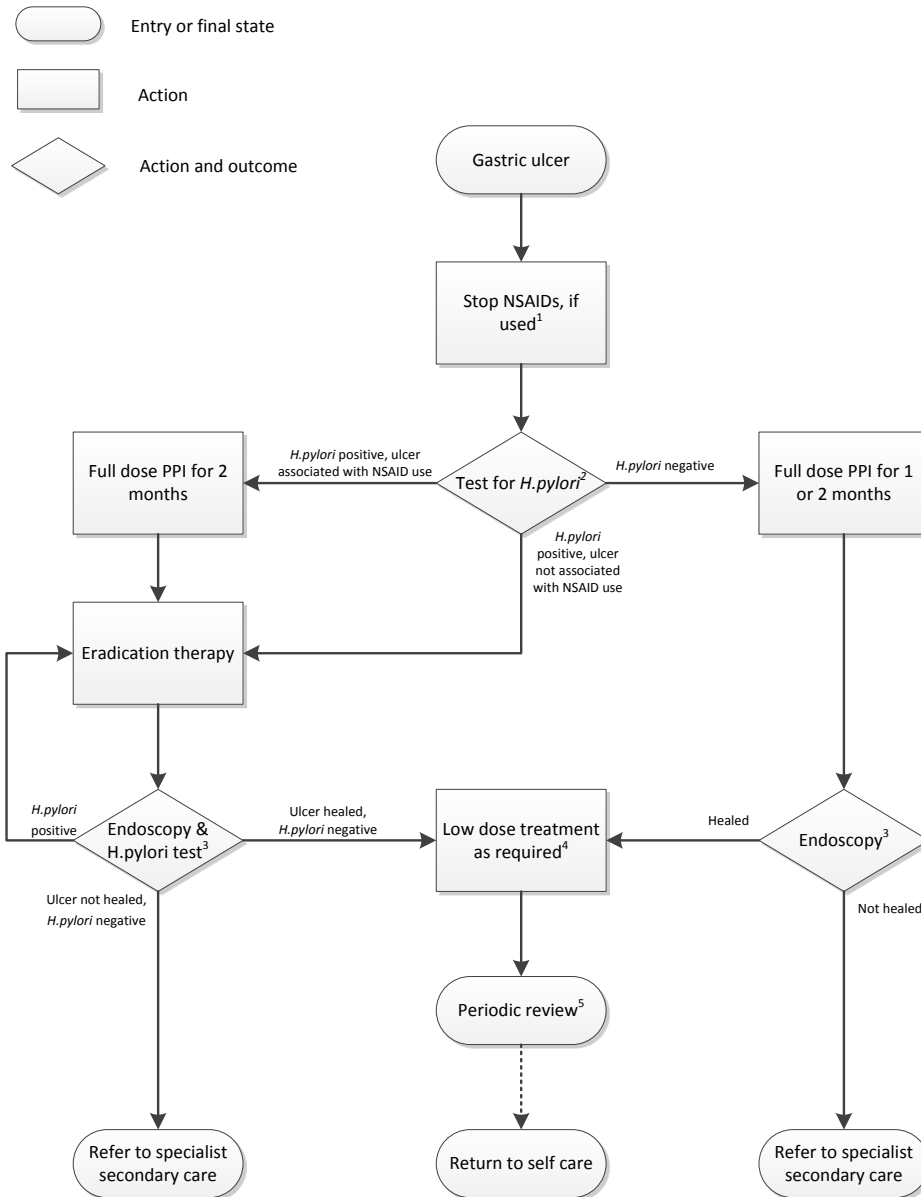 Entry or final state
Action
Action and outcome
Gastric ulcer
Stop NSAIDs, if
used1
H.pylori positive, ulcer
associated with NSAID use
Full dose PPI for 2
months
Test for H.pylori2
H.pylori negative
Full dose PPI for 1
or 2 months
H.pylori
positive, ulcer
not associated
with NSAID use
Eradication therapy
H.pylori
positive
Endoscopy &
H.pylori test3
Ulcer healed,
H.pylori negative
Low dose treatment
as required4
Healed
Endoscopy3
Ulcer not healed,
H.pylori negative
Not healed
Periodic review5
Refer to specialist
secondary care
Return to self care
Refer to specialist
secondary care